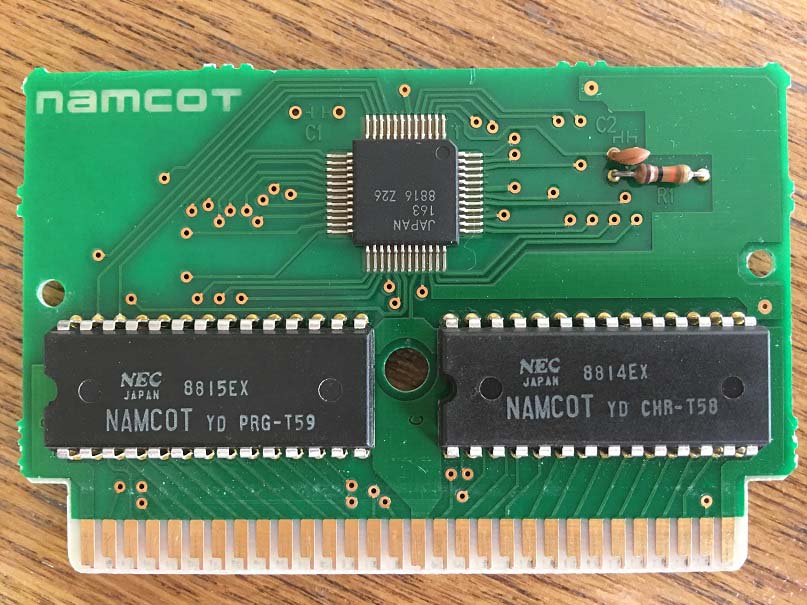 namcot
C1
C2
HH
R1
JAPAN
163
8816 Z26
NEC
JAPAN
8815EX
NAMCOT YD PRG-T59
NEC
JAPAN
8814EX
NAMCOT YD CHR-T58
C